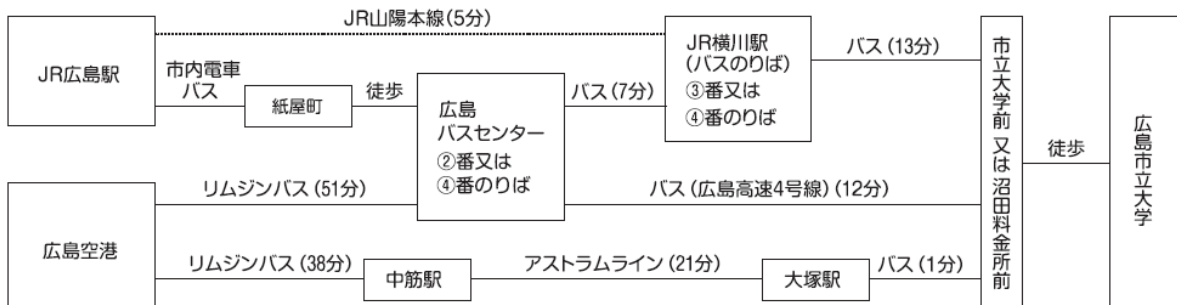 JR山陽本線(5分)
JR広島駅
市内電車
バス
紙屋町
徒歩
広島
バスセンター
②番又は
④番のりば
バス(7分)
JR横川駅
(バスのりば)
③番又は
④番のりば
バス(13分)
リムジンバス(51分)
バス(広島高速4号線)(12分)
広島空港
リムジンバス(38分)
中筋駅
アストラムライン(21分)
大塚駅
バス(1分)
市立大学前 又は 沼田料金所前
徒歩
広島市立大学